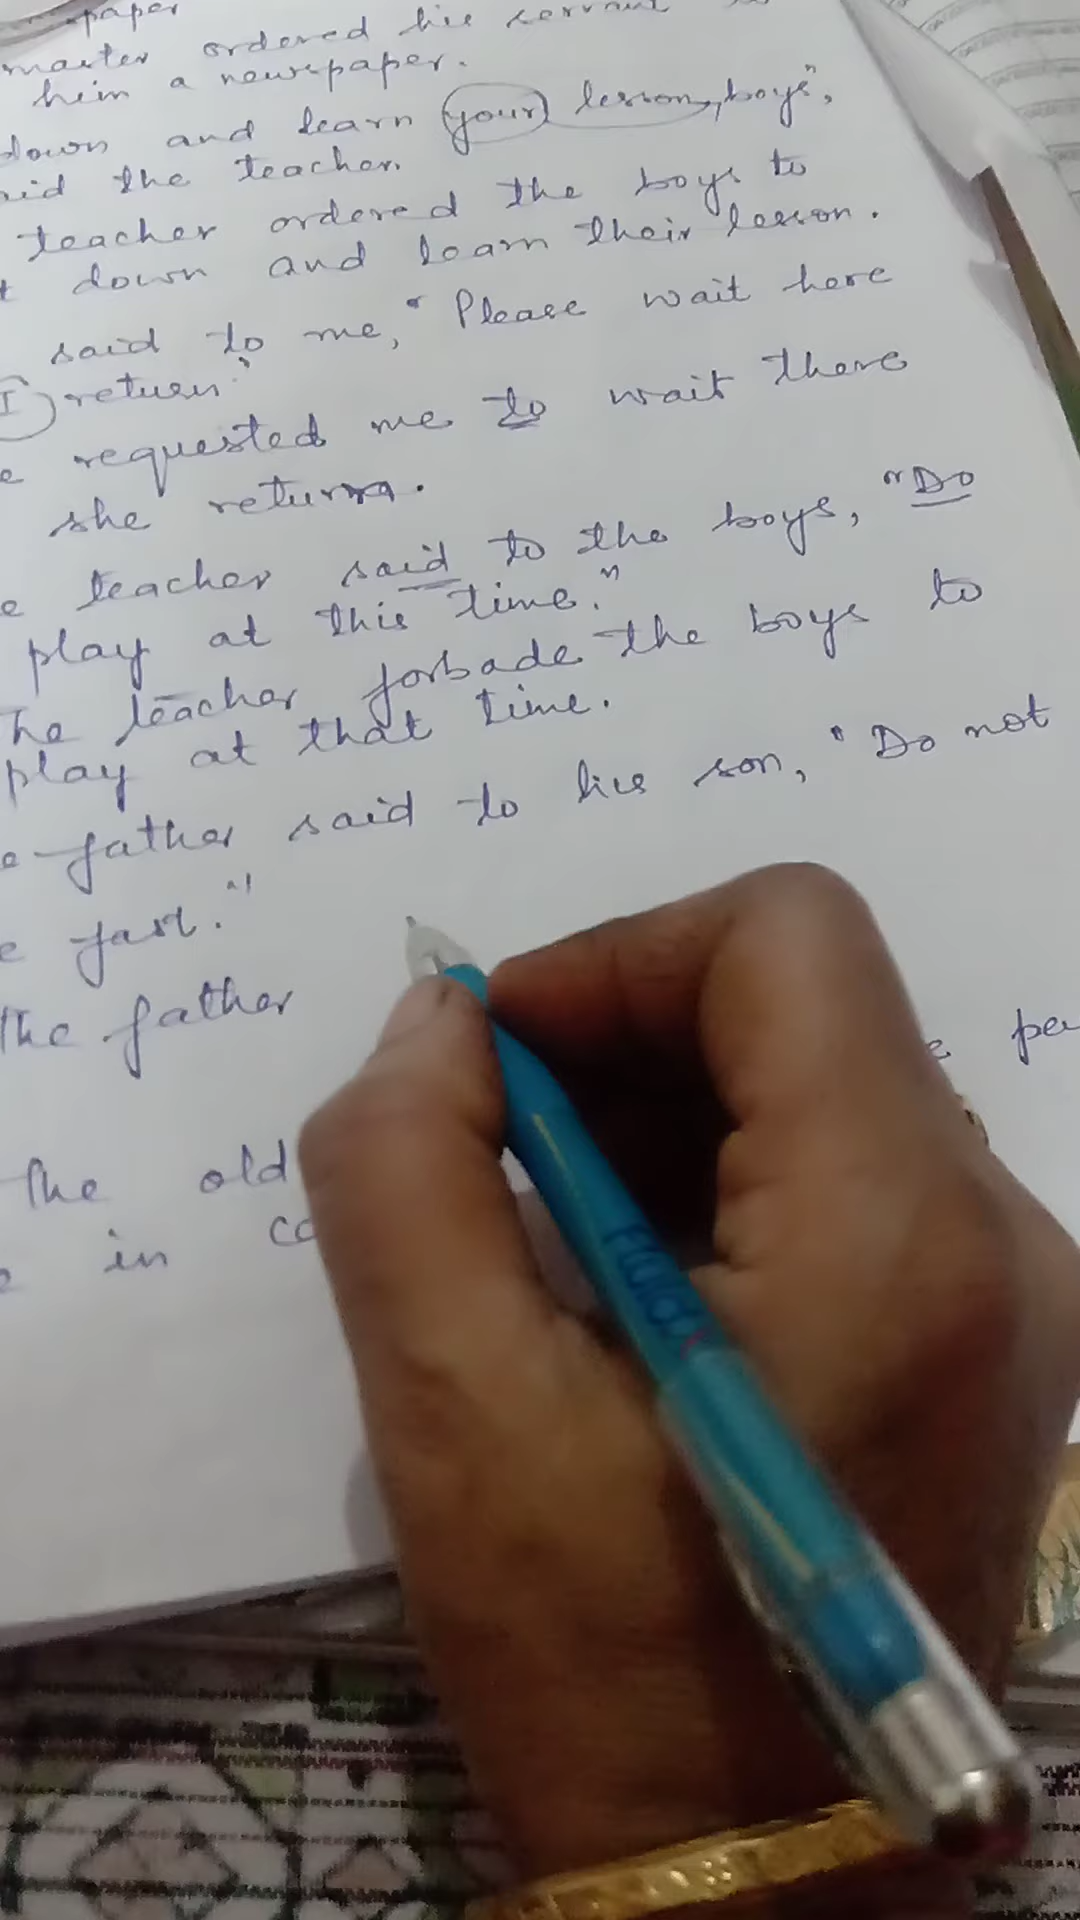 paper
master ordered his servant
him a newspaper.
down and learn your lesson, boys",
the teacher.
teacher ordered the boys to
down and learn their lesson.
said to me, "Please wait here
I return."
requested me to wait there
she return.
teacher said to the boys, "Do
play at this time."
The teacher forbade the boys to
play at that time.
father said to his son, "Do not
fast."
The father
The old
in